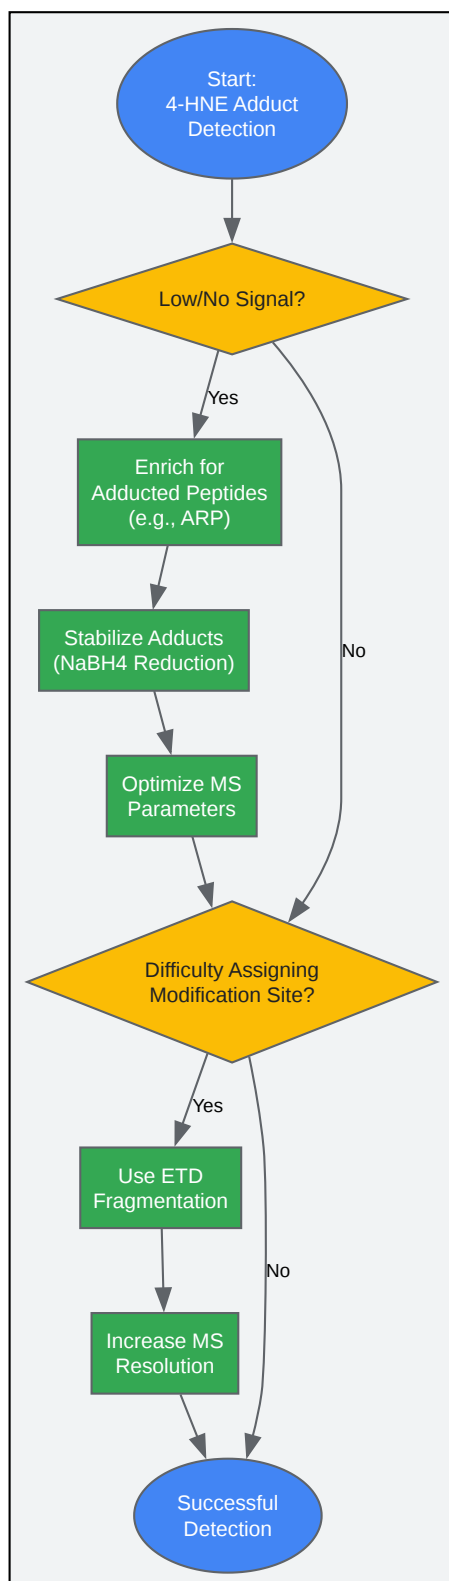 Start:
4-HNE Adduct
Detection
Low/No Signal?
Yes
Enrich for
Adducted Peptides
(e.g., ARP)
Stabilize Adducts
(NaBH4 Reduction)
No
Optimize MS
Parameters
Difficulty Assigning
Modification Site?
Yes
Use ETD
Fragmentation
No
Increase MS
Resolution
Successful
Detection